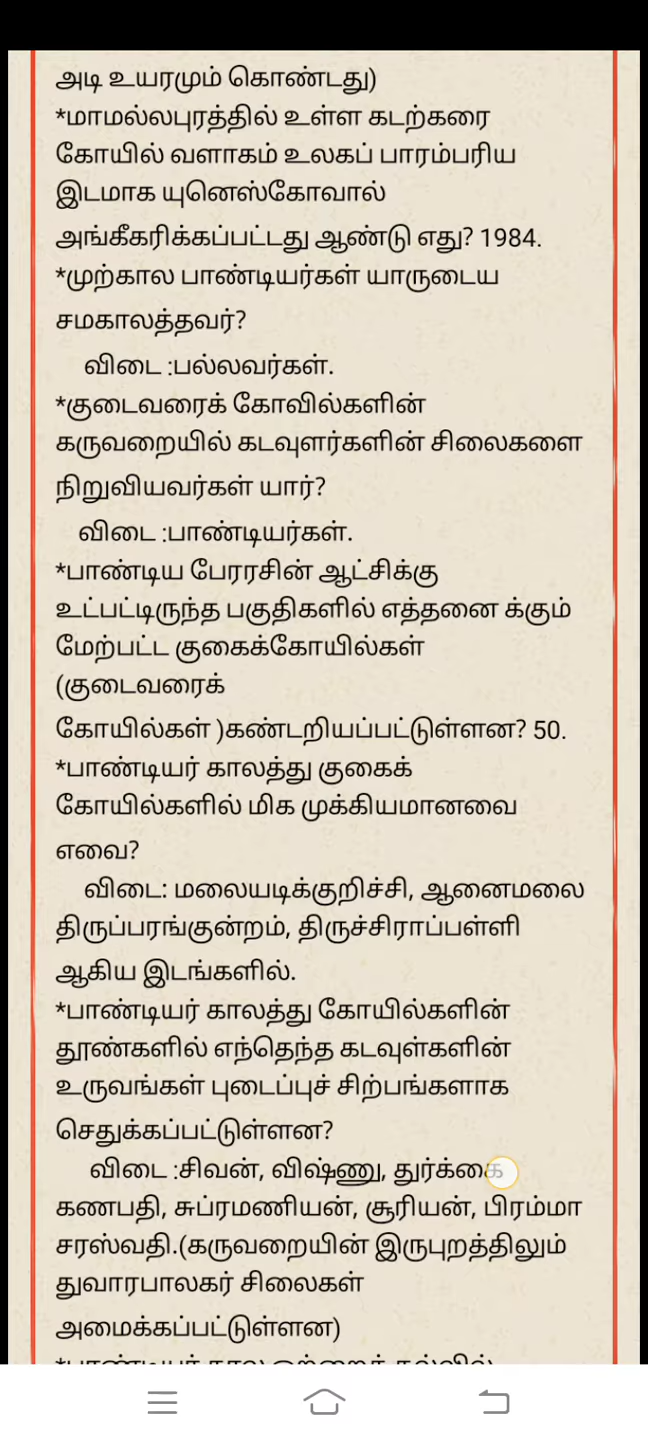 அடி உயரமும் கொண்டது)
*மாமல்லபுரத்தில் உள்ள கடற்கரை
கோயில் வளாகம் உலகப் பாரம்பரிய
இடமாக யுனெஸ்கோவால்
அங்கீகரிக்கப்பட்டது ஆண்டு எது? 1984.
*முற்கால பாண்டியர்கள் யாருடைய
சமகாலத்தவர்?
விடை :பல்லவர்கள்.
*குடைவரைக் கோவில்களின்
கருவறையில் கடவுளர்களின் சிலைகளை
நிறுவியவர்கள் யார்?
விடை :பாண்டியர்கள்.
*பாண்டிய பேரரசின் ஆட்சிக்கு
உட்பட்டிருந்த பகுதிகளில் எத்தனை க்கும்
மேற்பட்ட குகைக்கோயில்கள்
(குடைவரைக்
கோயில்கள் )கண்டறியப்பட்டுள்ளன? 50.
*பாண்டியர் காலத்து குகைக்
கோயில்களில் மிக முக்கியமானவை
எவை?
விடை: மலையடிக்குறிச்சி, ஆனைமலை
திருப்பரங்குன்றம், திருச்சிராப்பள்ளி
ஆகிய இடங்களில்.
*பாண்டியர் காலத்து கோயில்களின்
தூண்களில் எந்தெந்த கடவுள்களின்
உருவங்கள் புடைப்புச் சிற்பங்களாக
செதுக்கப்பட்டுள்ளன?
விடை :சிவன், விஷ்ணு, துர்க்கை
கணபதி, சுப்ரமணியன், சூரியன், பிரம்மா
சரஸ்வதி.(கருவறையின் இருபுறத்திலும்
துவாரபாலகர் சிலைகள்
அமைக்கப்பட்டுள்ளன)